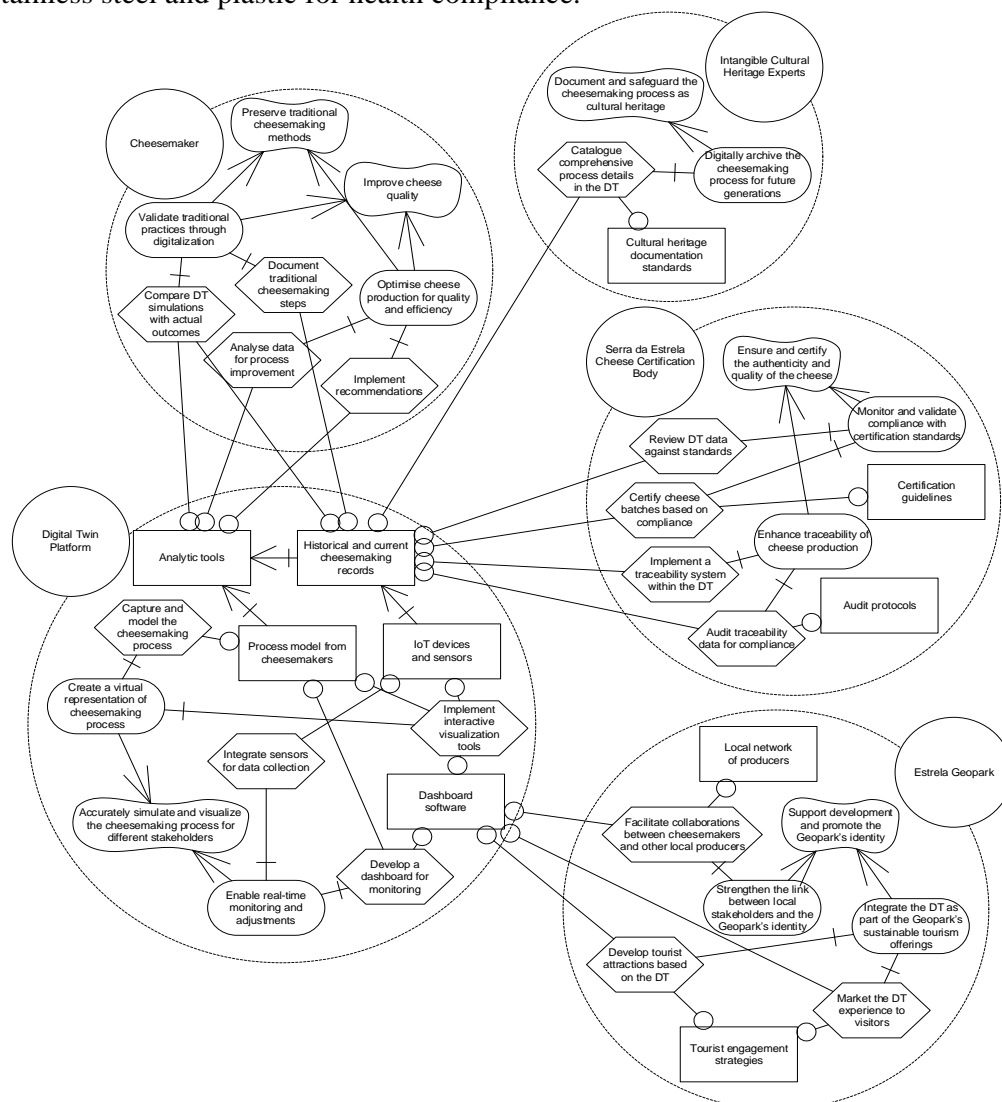 tainless steel and plastic for health compliance.
Intangible Cultural
Heritage Experts
Document and safeguard the
cheesemaking process as
cultural heritage
Catalogue
comprehensive
process details
in the DT
Digitally archive the
cheesemaking
process for future
generations
Cultural heritage
documentation
standards
Cheesemaker
Preserve traditional
cheesemaking
methods
Improve cheese
quality
Validate traditional
practices through
digitalization
Document
traditional
cheesemaking
steps
Optimise cheese
production for quality
and efficiency
Compare DT
simulations
with actual
outcomes
Analyse data
for process
improvement
Implement
recommendations
Serra da Estrela
Cheese Certification
Body
Ensure and certify
the authenticity and
quality of the cheese
Monitor and validate
compliance with
certification standards
Review DT data
against standards
Certification
guidelines
Certify cheese
batches based on
compliance
Enhance traceability of
cheese production
Implement a
traceability system
within the DT
Audit protocols
Audit traceability
data for compliance
Digital Twin
Platform
Analytic tools
Historical and current
cheesemaking
records
Capture and
model the
cheesemaking
process
Process model from
cheesemakers
IoT devices
and sensors
Create a virtual
representation of
cheesemaking
process
Implement
interactive
visualization
tools
Integrate sensors
for data collection
Dashboard
software
Accurately simulate and visualize
the cheesemaking process for
different stakeholders
Develop a
dashboard for
monitoring
Enable real-time
monitoring and
adjustments
Estrela Geopark
Local network
of producers
Facilitate collaborations
between cheesemakers
and other local producers
Support development
and promote the
Geopark's identity
Strengthen the link
between local
stakeholders and the
Geopark's identity
Integrate the DT as
part of the Geopark's
sustainable tourism
offerings
Develop tourist
attractions based
on the DT
Market the DT
experience to
visitors
Tourist engagement
strategies